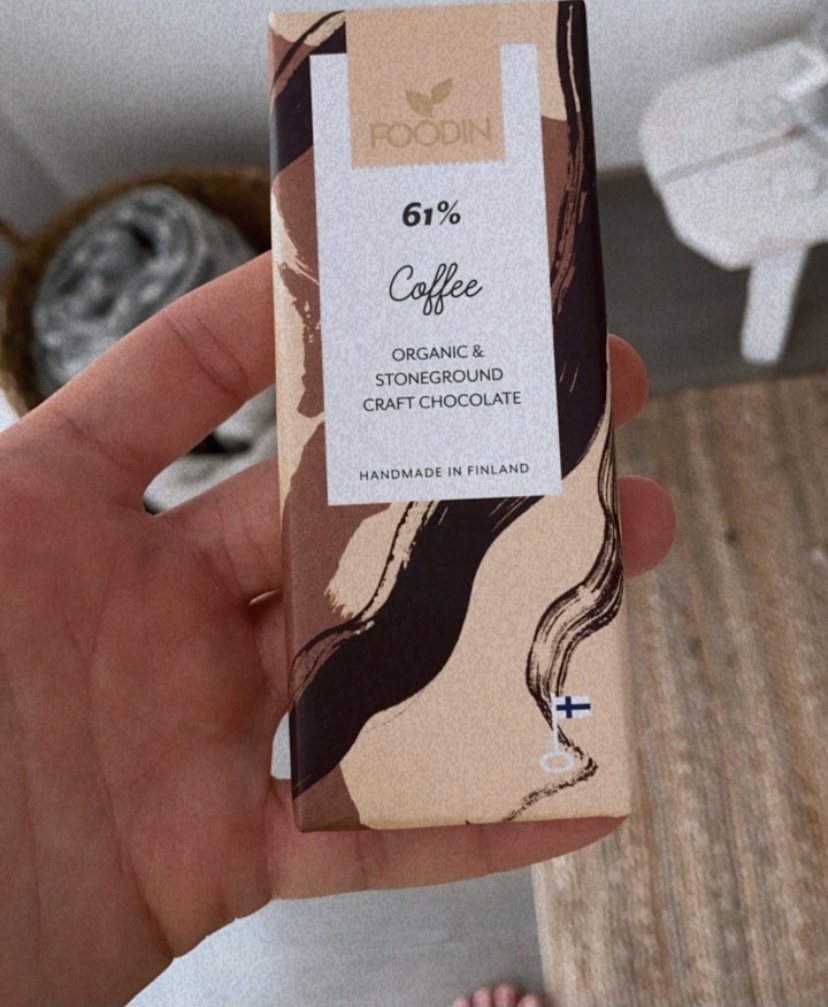 FOODIN
61%
Coffee
ORGANIC &
STONEGROUND
CRAFT CHOCOLATE
HANDMADE IN FINLAND